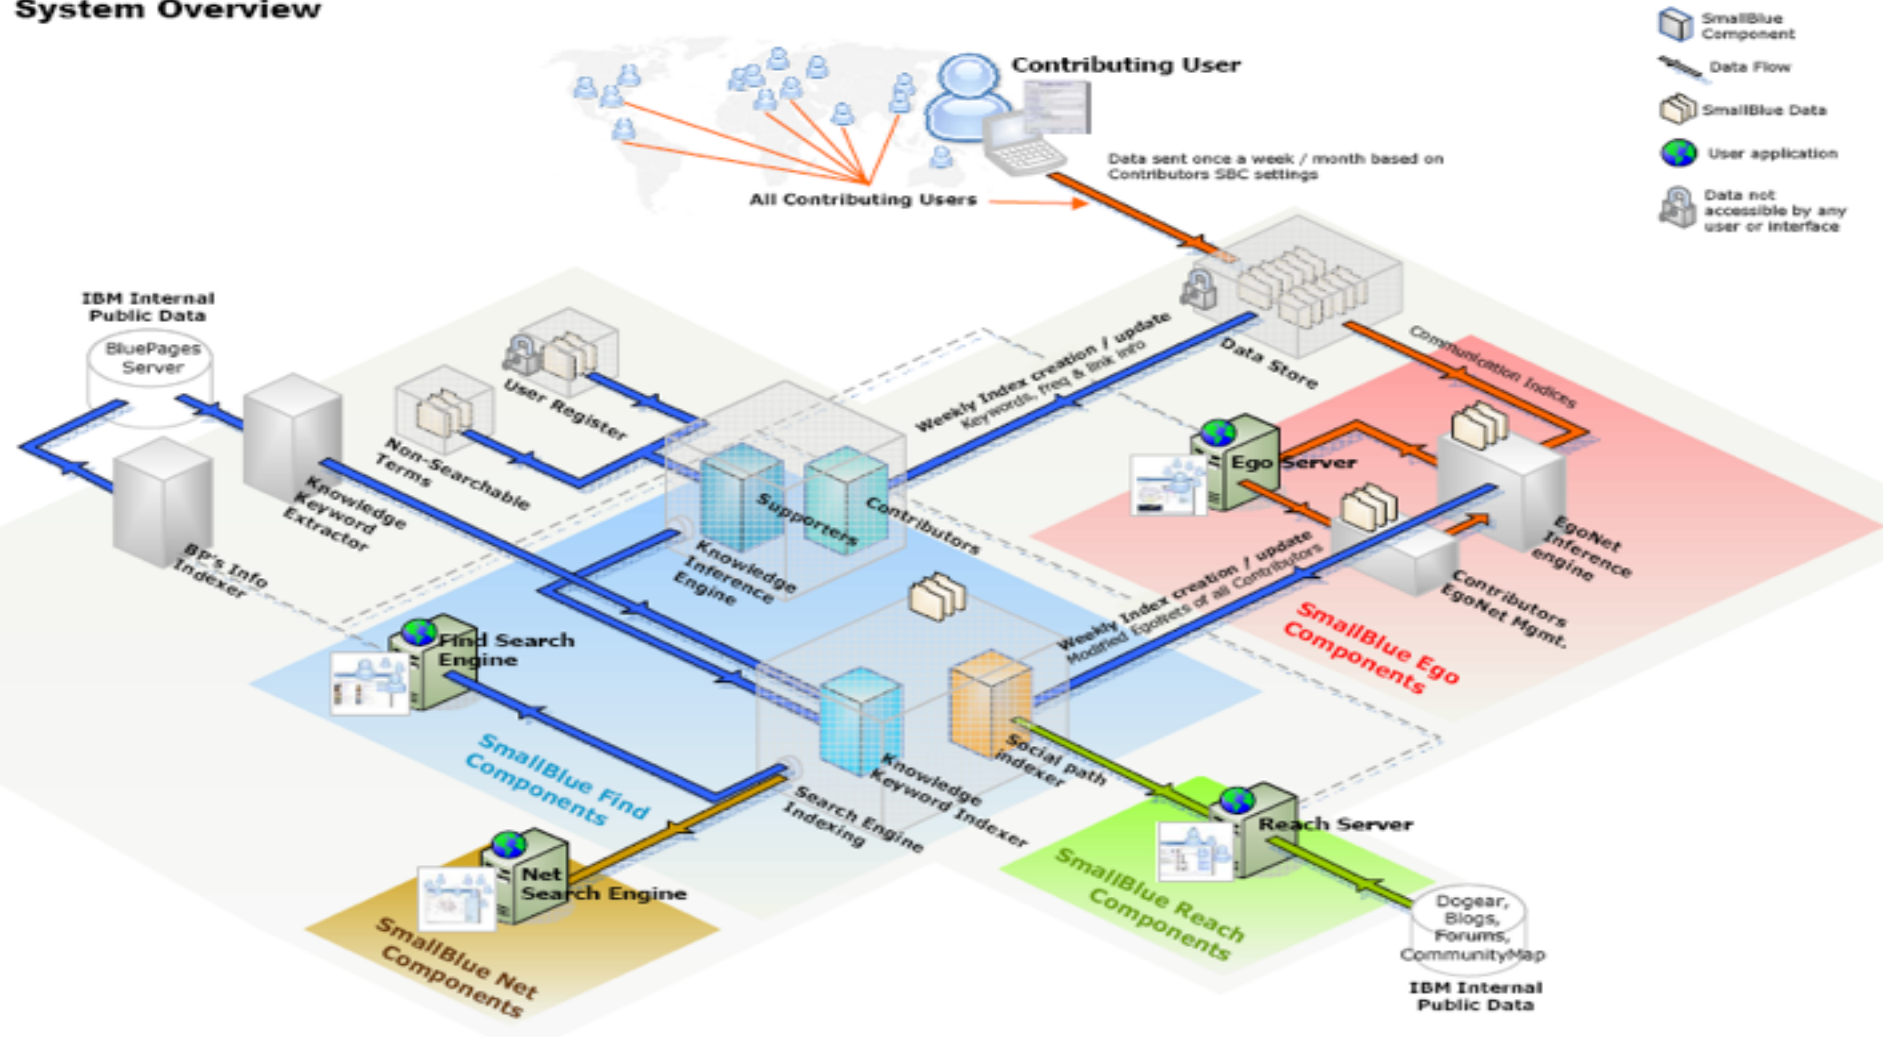 System Overview
SmallBlue
Component
Data Flow
SmallBlue Data
User application
Data not
accessible by any
user or interface
Contributing User
Data sent once a week / month based on
Contributors SBC settings
All Contributing Users
IBM Internal
Public Data
BluePages
Server
User Register
Non-Searchable
Terms
Knowledge
Keyword
Extractor
BP's Info
Indexer
Weekly Index creation / update
Keywords, freq & link info
Data Store
Communication Indices
Supporters
Contributors
Knowledge
Inference
Engine
Ego Server
EgoNet
Inference
engine
Contributors
EgoNet Mgmt.
Weekly Index creation / update
Modified EgoNets of all Contributors
SmallBlue Ego
Components
Find Search
Engine
SmallBlue Find
Components
Knowledge
Keyword Indexer
Social path
indexer
Search Engine
Indexing
Net
Search Engine
SmallBlue Net
Components
Reach Server
SmallBlue Reach
Components
Dogear,
Blogs,
Forums,
CommunityMap
IBM Internal
Public Data